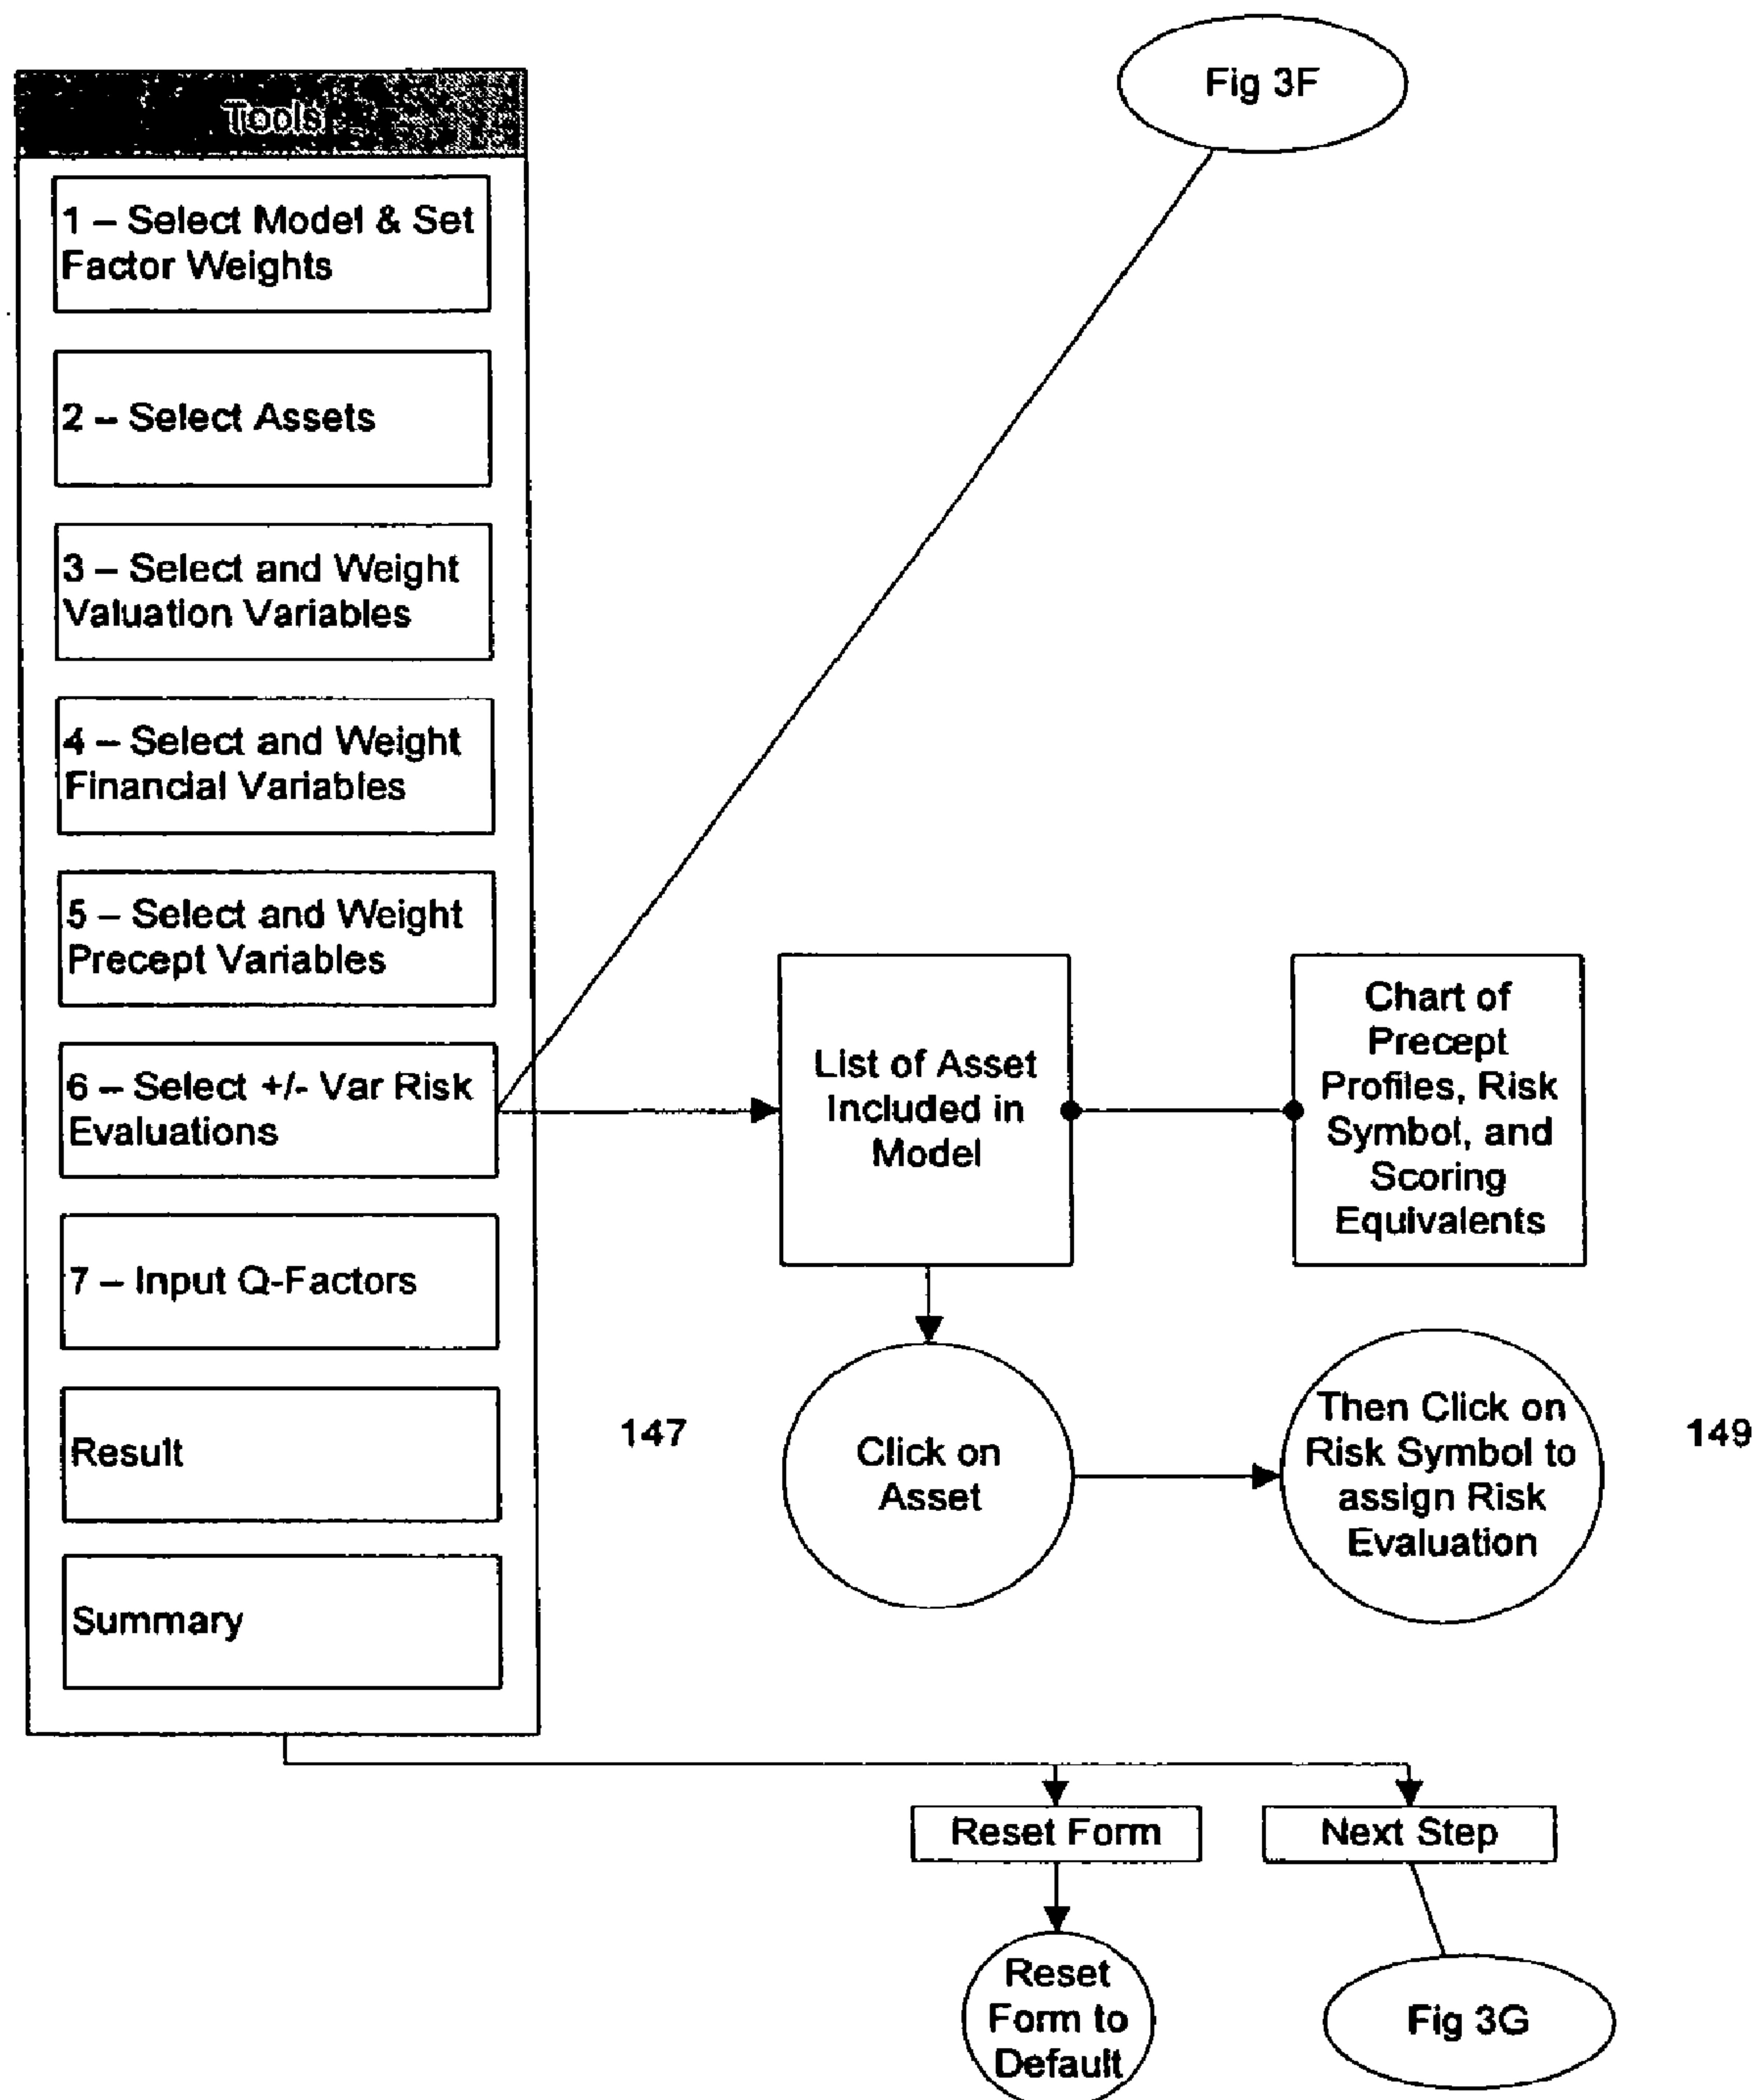 Fig 3F
Tools
1 – Select Model & Set
Factor Weights
2 – Select Assets
3 – Select and Weight
Valuation Variables
4 – Select and Weight
Financial Variables
5 – Select and Weight
Precept Variables
6 – Select +/- Var Risk
Evaluations
7 – Input Q-Factors
Result
Summary
List of Asset
Included in
Model
Chart of
Precept
Profiles, Risk
Symbol, and
Scoring
Equivalents
147
Click on
Asset
Then Click on
Risk Symbol to
assign Risk
Evaluation
149
Reset Form
Next Step
Reset
Form to
Default
Fig 3G